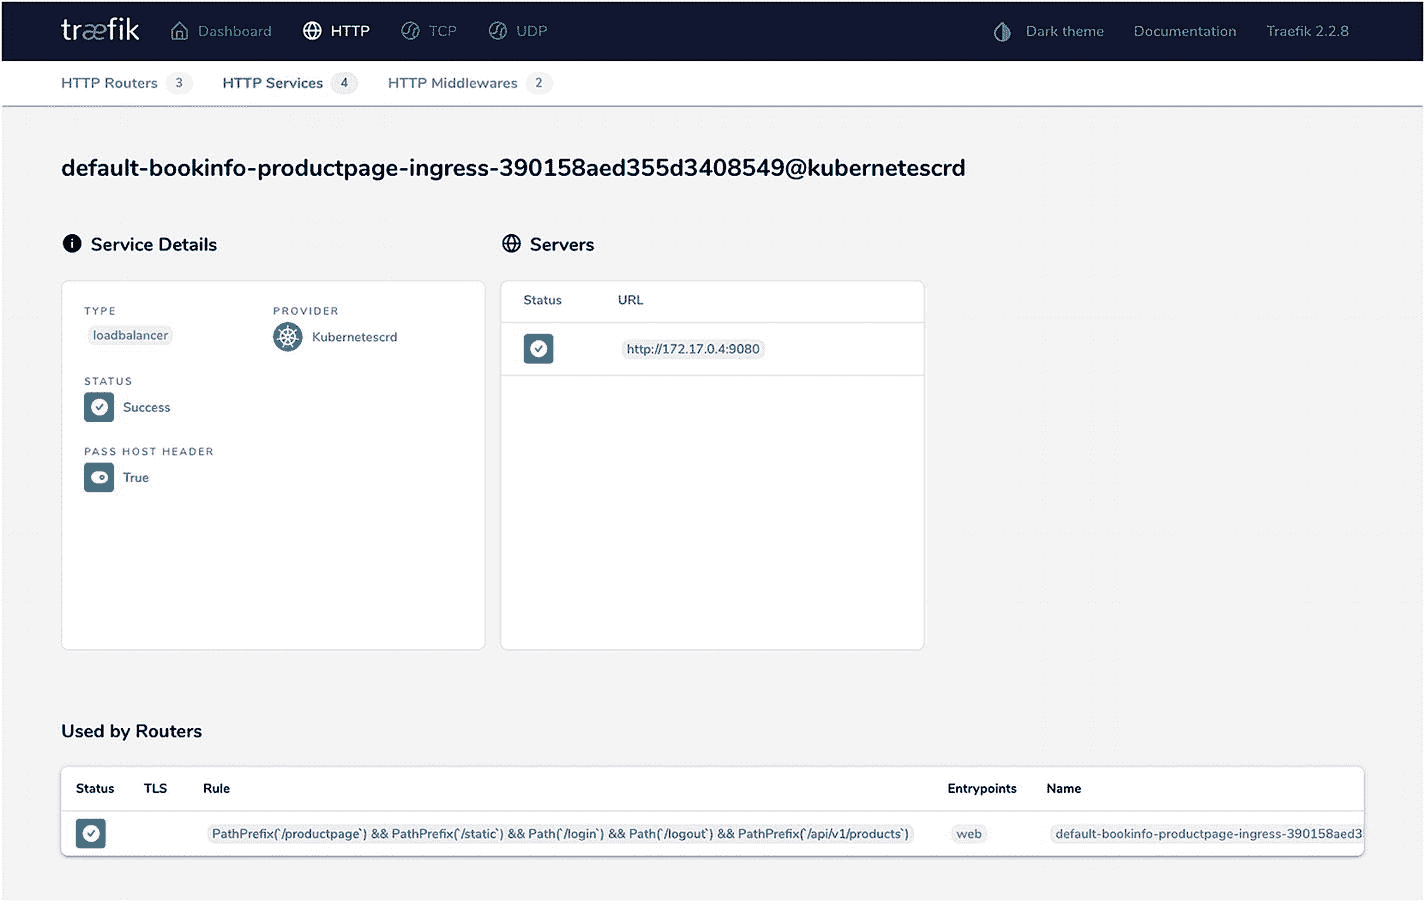 træfik Dashboard HTTP TCP UDP Dark theme Documentation Traefik 2.2.8
HTTP Routers 3 HTTP Services 4 HTTP Middlewares 2
default-bookinfo-productpage-ingress-390158aed355d3408549@kubernetescrd
Service Details
TYPE PROVIDER
loadbalancer Kubernetescrd
STATUS
Success
PASS HOST HEADER
True
Servers
Status URL
http://172.17.0.4:9080
Used by Routers
Status TLS Rule Entrypoints Name
PathPrefix(`/productpage`) && PathPrefix(`/static`) && Path(`/login`) && Path(`/logout`) && PathPrefix(`/api/v1/products`) web default-bookinfo-productpage-ingress-390158aed3